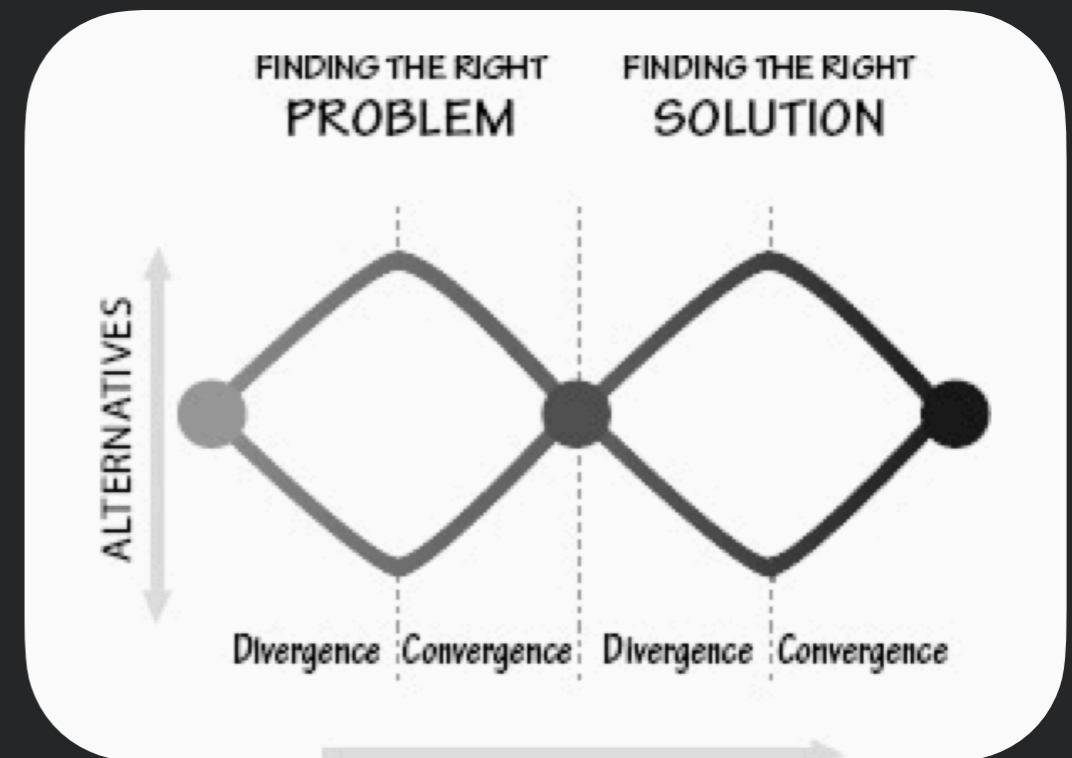 FINDING THE RIGHT
PROBLEM
FINDING THE RIGHT
SOLUTION
ALTERNATIVES
Divergence
Convergence
Divergence
Convergence